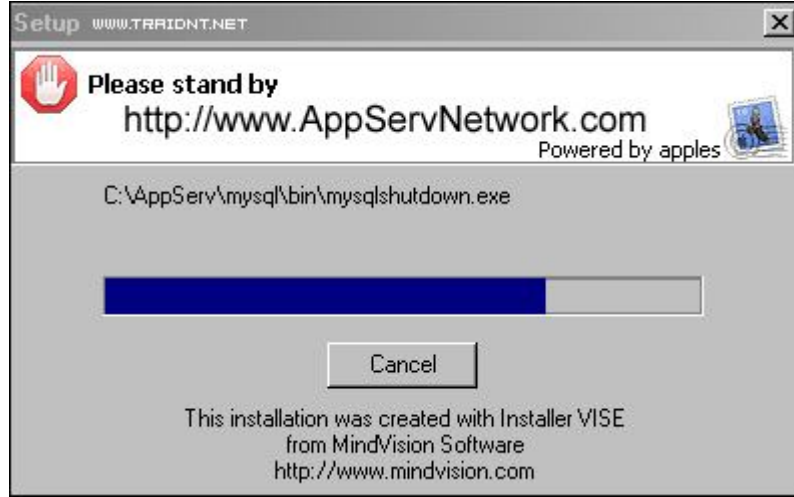 Setup WWW.TRAIDNT.NET
Please stand by
http://www.AppServNetwork.com
Powered by apples
C:\AppServ\mysql\bin\mysqlshutdown.exe
Cancel
This installation was created with Installer VISE
from MindVision Software
http://www.mindvision.com